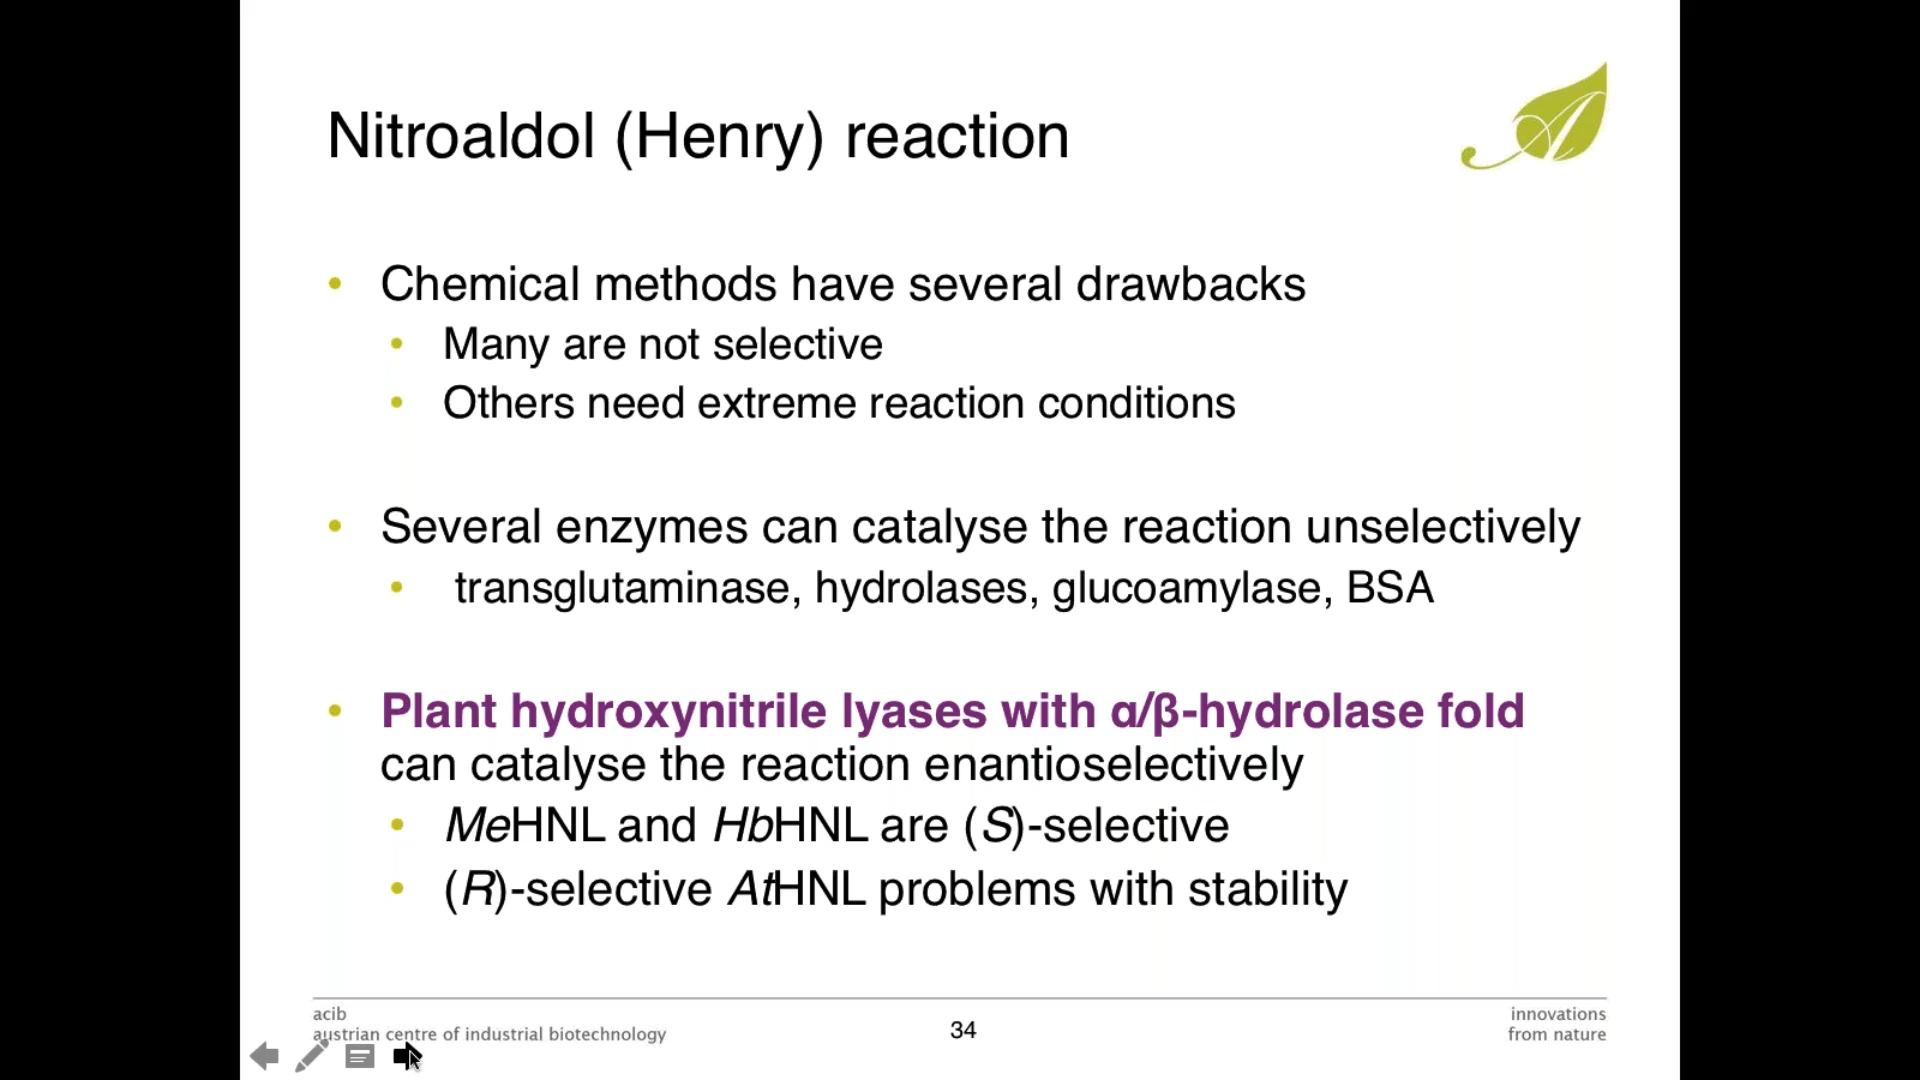 Nitroaldol (Henry) reaction
• Chemical methods have several drawbacks
• Many are not selective
• Others need extreme reaction conditions
• Several enzymes can catalyse the reaction unselectively
• transglutaminase, hydrolases, glucoamylase, BSA
• Plant hydroxynitrile lyases with α/β-hydrolase fold
can catalyse the reaction enantioselectively
• MeHNL and HbHNL are (S)-selective
• (R)-selective AtHNL problems with stability
acib
austrian centre of industrial biotechnology
34
innovations
from nature